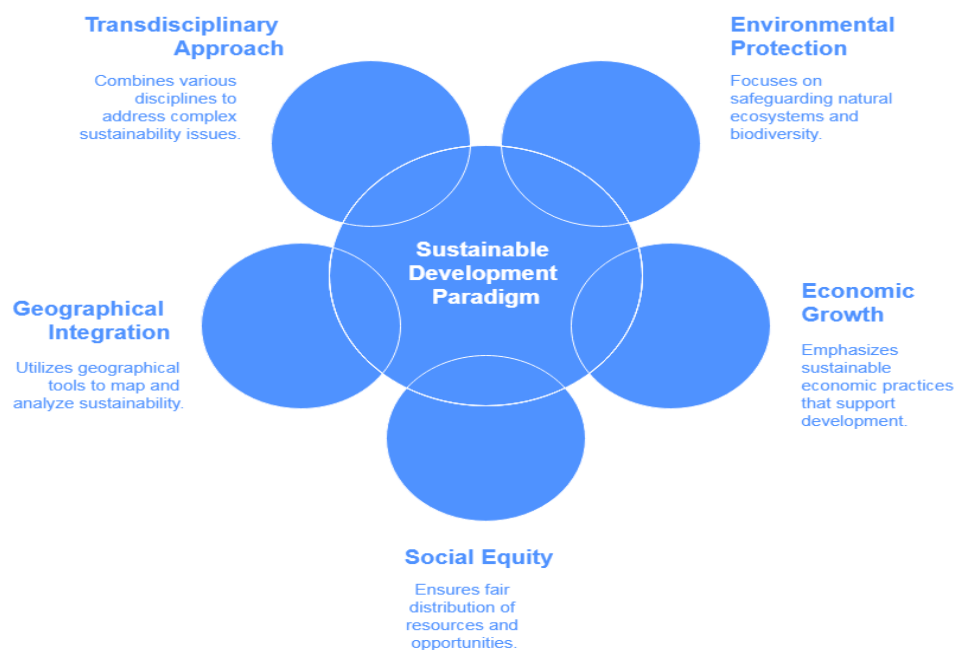 Transdisciplinary
Approach
Combines various
disciplines to
address complex
sustainability issues.
Environmental
Protection
Focuses on
safeguarding natural
ecosystems and
biodiversity.
Sustainable
Development
Paradigm
Geographical
Integration
Utilizes geographical
tools to map and
analyze sustainability.
Economic
Growth
Emphasizes
sustainable
economic practices
that support
development.
Social Equity
Ensures fair
distribution of
resources and
opportunities.